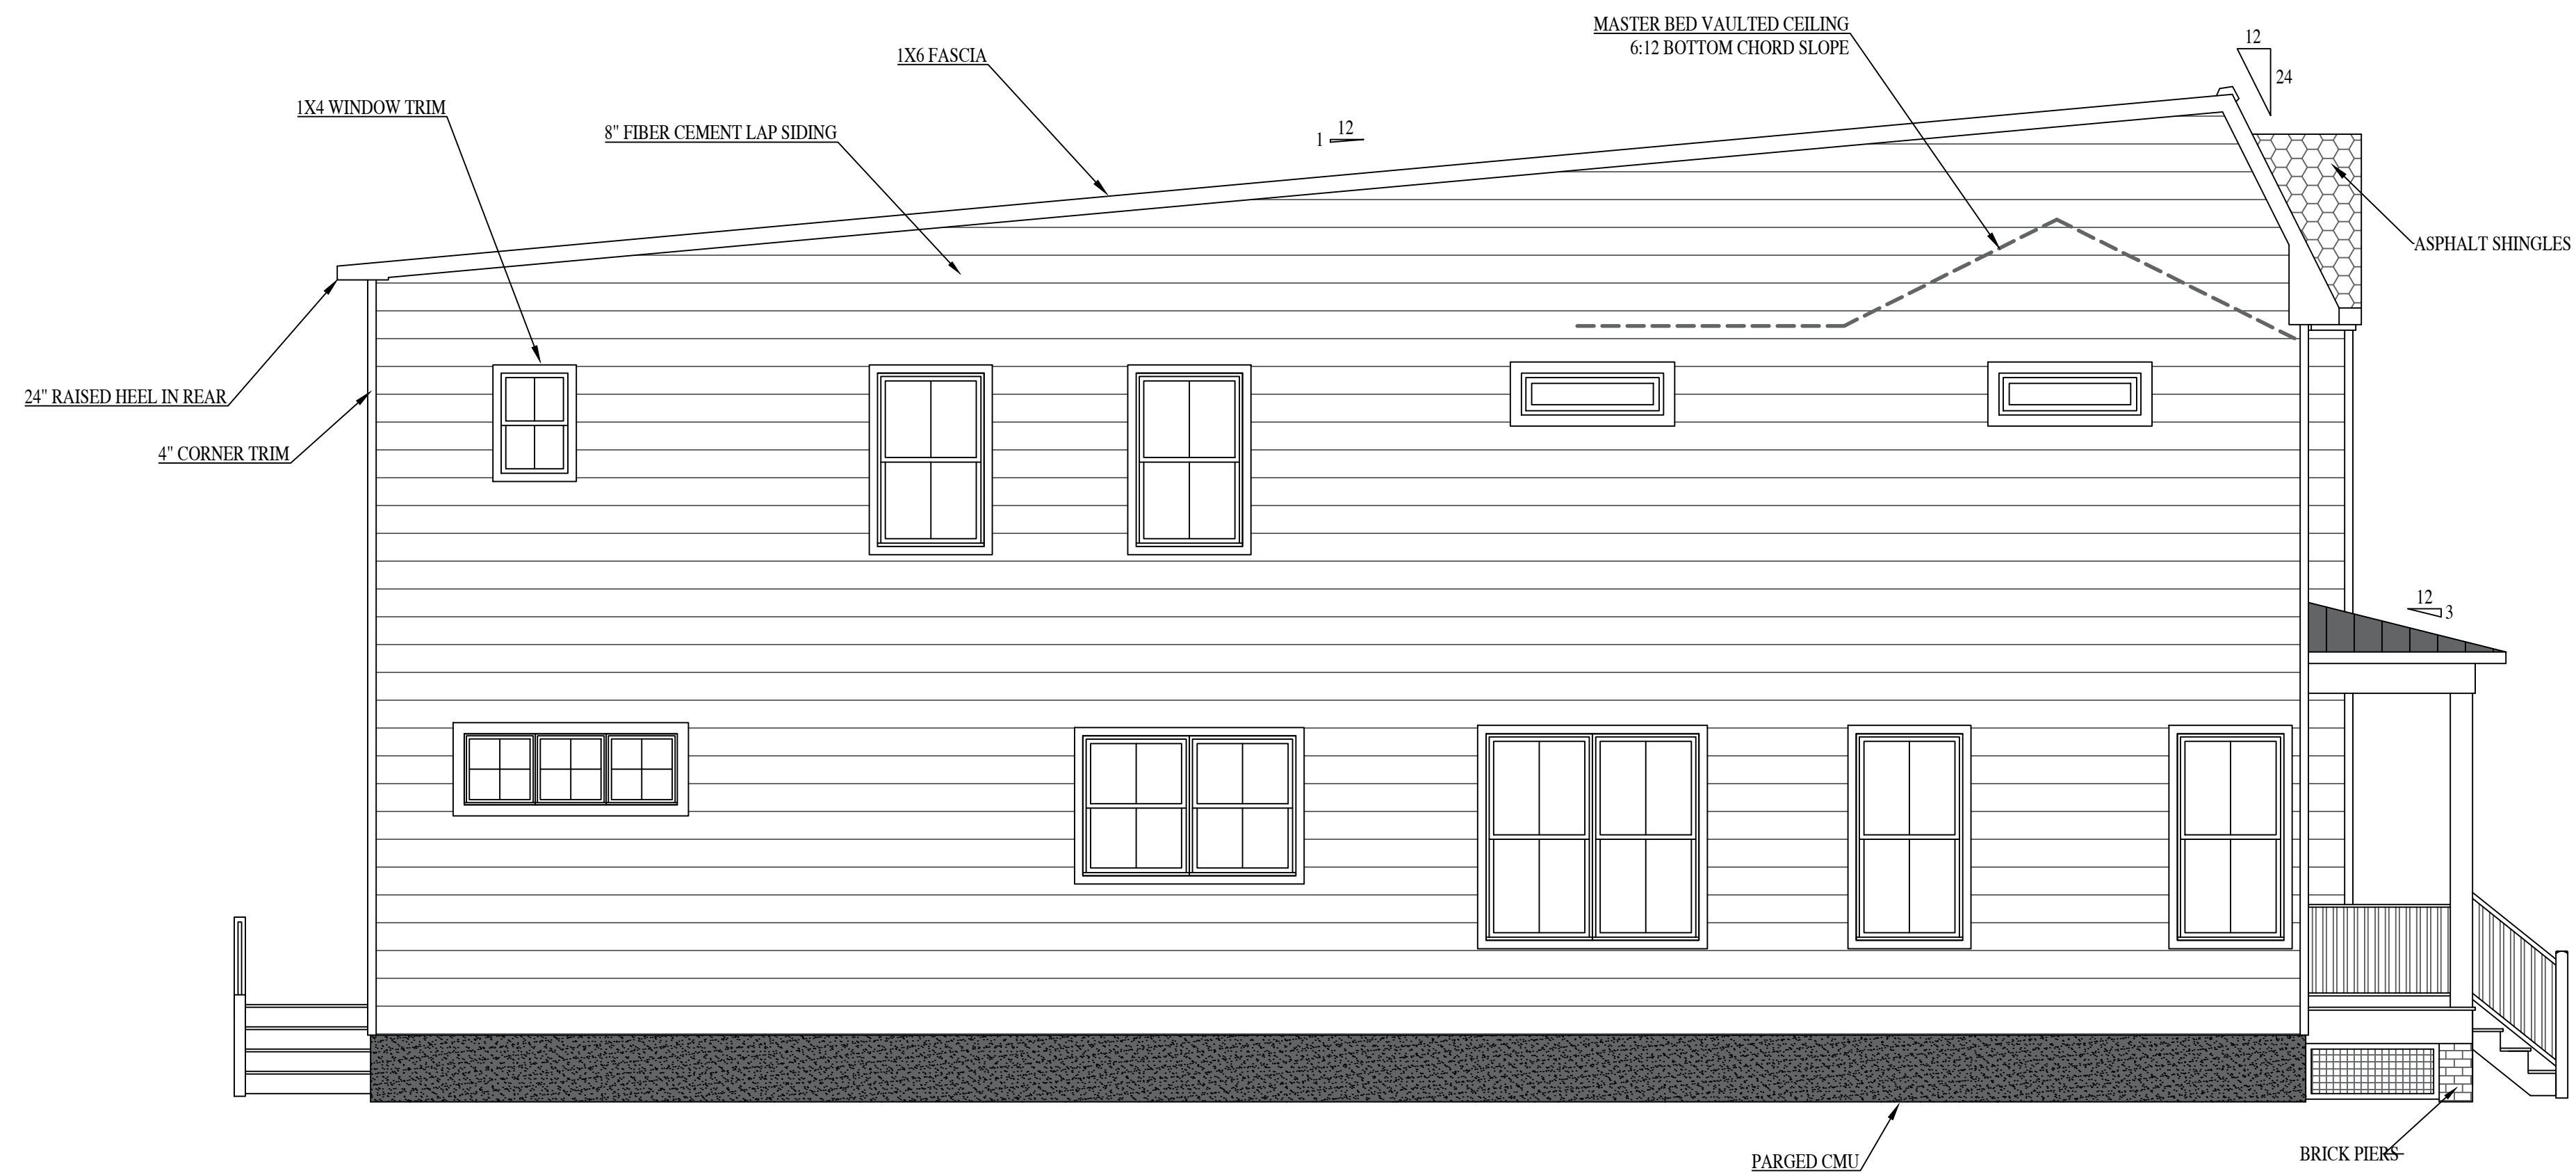 MASTER BED VAULTED CEILING
6:12 BOTTOM CHORD SLOPE
12
24
1X6 FASCIA
1X4 WINDOW TRIM
8" FIBER CEMENT LAP SIDING
12
1
ASPHALT SHINGLES
24" RAISED HEEL IN REAR
4" CORNER TRIM
12
3
BRICK PIERS
PARGED CMU